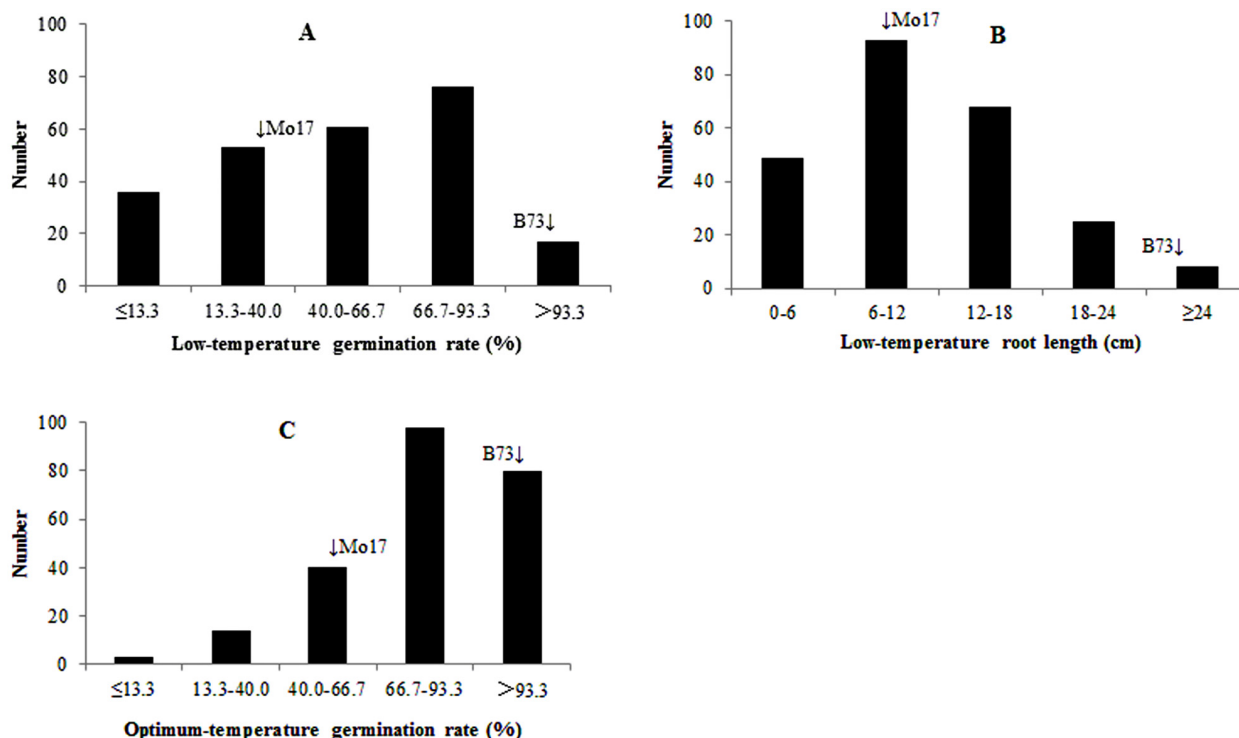 A
Number
100
80
60
40
20
0
↓Mo17
B73↓
≤13.3 13.3-40.0 40.0-66.7 66.7-93.3 >93.3
Low-temperature germination rate (%)
B
Number
100
80
60
40
20
0
↓Mo17
B73↓
0-6 6-12 12-18 18-24 ≥24
Low-temperature root length (cm)
C
Number
100
80
60
40
20
0
↓Mo17
B73↓
≤13.3 13.3-40.0 40.0-66.7 66.7-93.3 >93.3
Optimum-temperature germination rate (%)